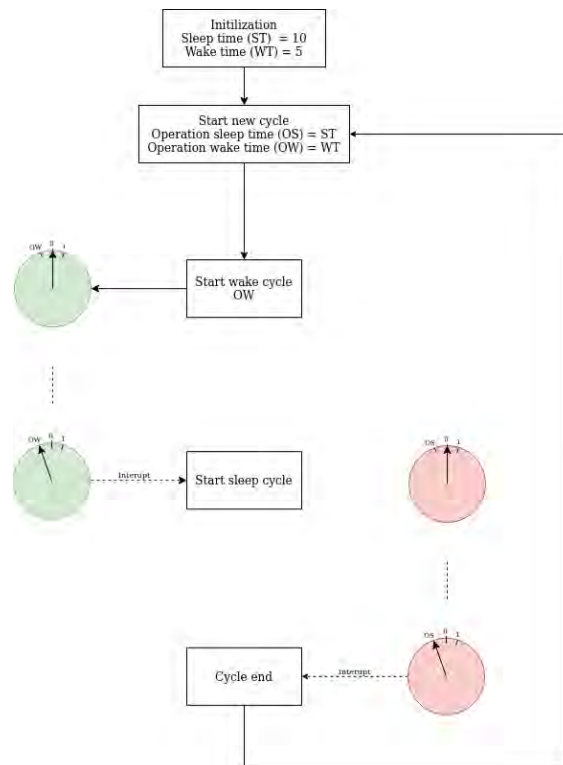 Initilization
Sleep time (ST) = 10
Wake time (WT) = 5
Start new cycle
Operation sleep time (OS) = ST
Operation wake time (OW) = WT
OW 0 1
Start wake cycle
OW
OW 0 1
Interupt
Start sleep cycle
OS 0 1
OS 0 1
Cycle end
Interupt